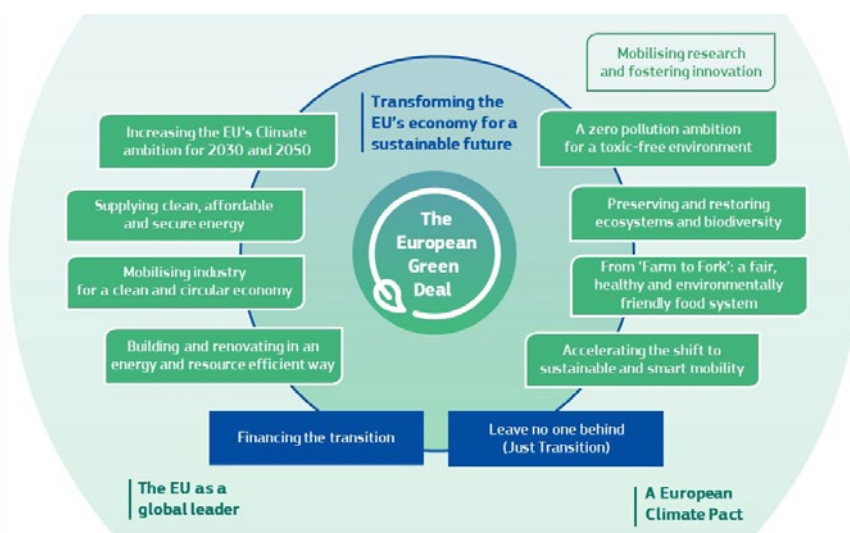 Mobilising research
and fostering innovation
Transforming the
EU's economy for a
sustainable future
Increasing the EU's Climate
ambition for 2030 and 2050
A zero pollution ambition
for a toxic-free environment
Supplying clean, affordable
and secure energy
Preserving and restoring
ecosystems and biodiversity
The
European
Green
Deal
Mobilising industry
for a clean and circular economy
From 'Farm to Fork': a fair,
healthy and environmentally
friendly food system
Building and renovating in an
energy and resource efficient way
Accelerating the shift to
sustainable and smart mobility
Financing the transition
Leave no one behind
(Just Transition)
The EU as a
global leader
A European
Climate Pact